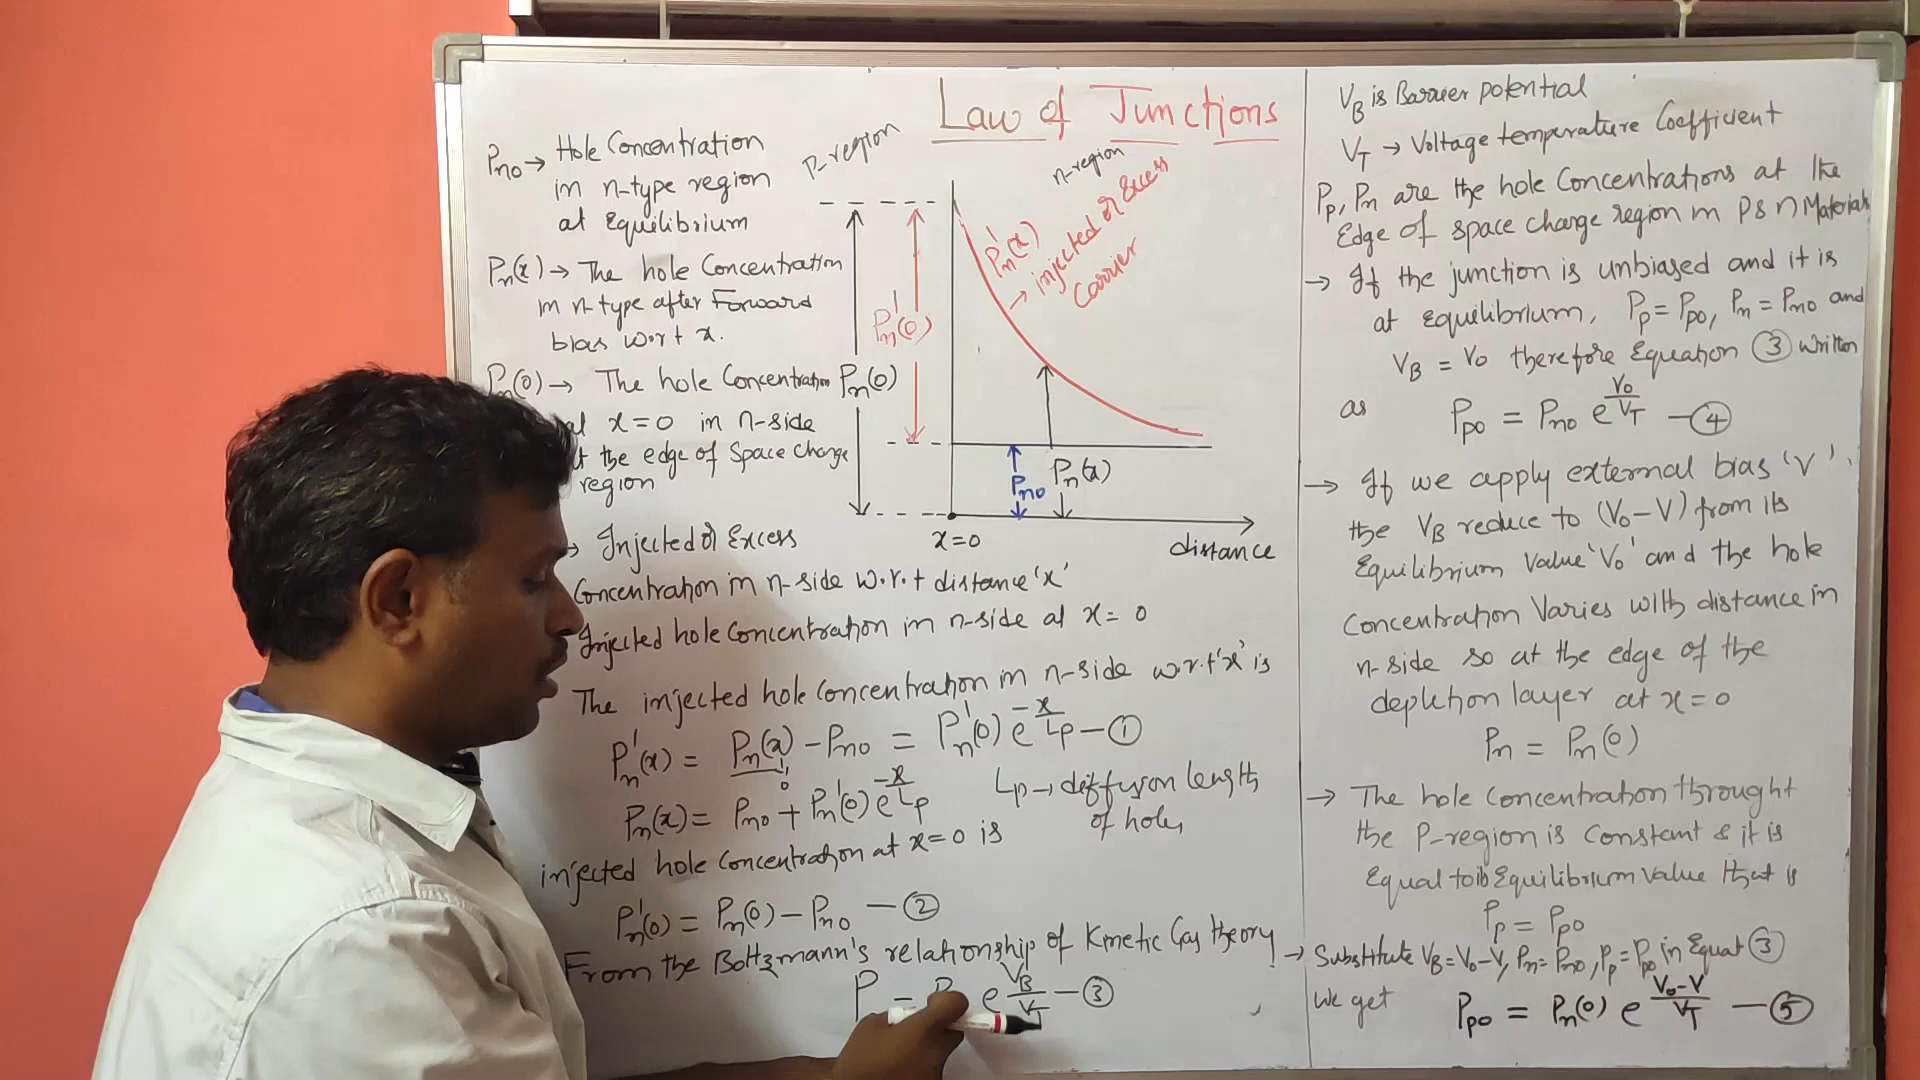 Law of Junctions
Pno → Hole Concentration
in n-type region
at Equilibrium
Pn(x) → The hole Concentration
in n-type after Forward
bias w.r.t x.
Pn(0) → The hole Concentration
at x=0 in n-side
the edge of Space Charge
region
→ Injected or Excess
Concentration in n-side w.r.t distance 'x'
Injected hole Concentration in n-side at x = 0
P-region
n-region
P'n(x)
→ injected or Excess
Carrier
P'n(0)
Pn(0)
Pno
Pn(x)
x=0
distance
The injected hole Concentration in n-side w.r.t 'x' is
P'n(x) = Pn(x) - Pno = P'n(0) e^-x/Lp - ①
Pn(x) = Pno + P'n(0) e^-x/Lp
Lp → diffusion length
of holes
injected hole Concentration at x=0 is
P'n(0) = Pn(0) - Pno - ②
From the Boltzmann's relationship of Kinetic Gas theory
P = e^VB/VT - ③
VB is Barrier potential
VT → Voltage temperature Coefficient
Pp, Pn are the hole Concentrations at the
Edge of space charge region in P & n Materials
→ If the junction is unbiased and it is
at equilibrium, Pp = Ppo, Pn = Pno and
VB = Vo therefore Equation ③ written
as Ppo = Pno e^Vo/VT - ④
→ If we apply external bias 'V'
the VB reduce to (Vo-V) from its
Equilibrium Value 'Vo' and the hole
Concentration Varies with distance in
n-side so at the edge of the
depletion layer at x=0
Pn = Pn(0)
→ The hole Concentration throught
the P-region is Constant & it is
Equal to its Equilibrium value that is
Pp = Ppo
→ Substitute VB=Vo-V, Pn=Pno, Pp=Ppo in Equat ③
We get Ppo = Pn(0) e^Vo-V/VT - ⑤